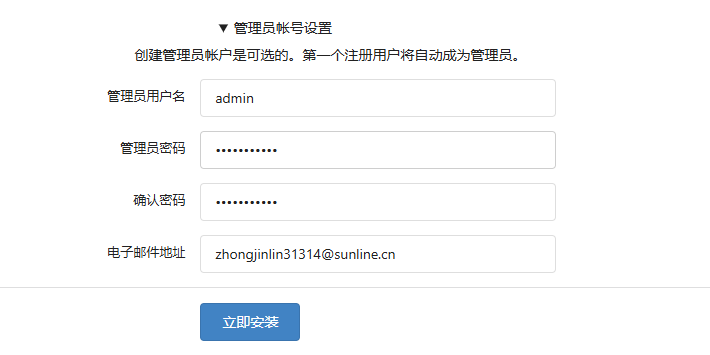 ▼ 管理员帐号设置
创建管理员帐户是可选的。第一个注册用户将自动成为管理员。
管理员用户名 admin
管理员密码 •••••••••••
确认密码 •••••••••••
电子邮件地址 zhongjinlin31314@sunline.cn
立即安装